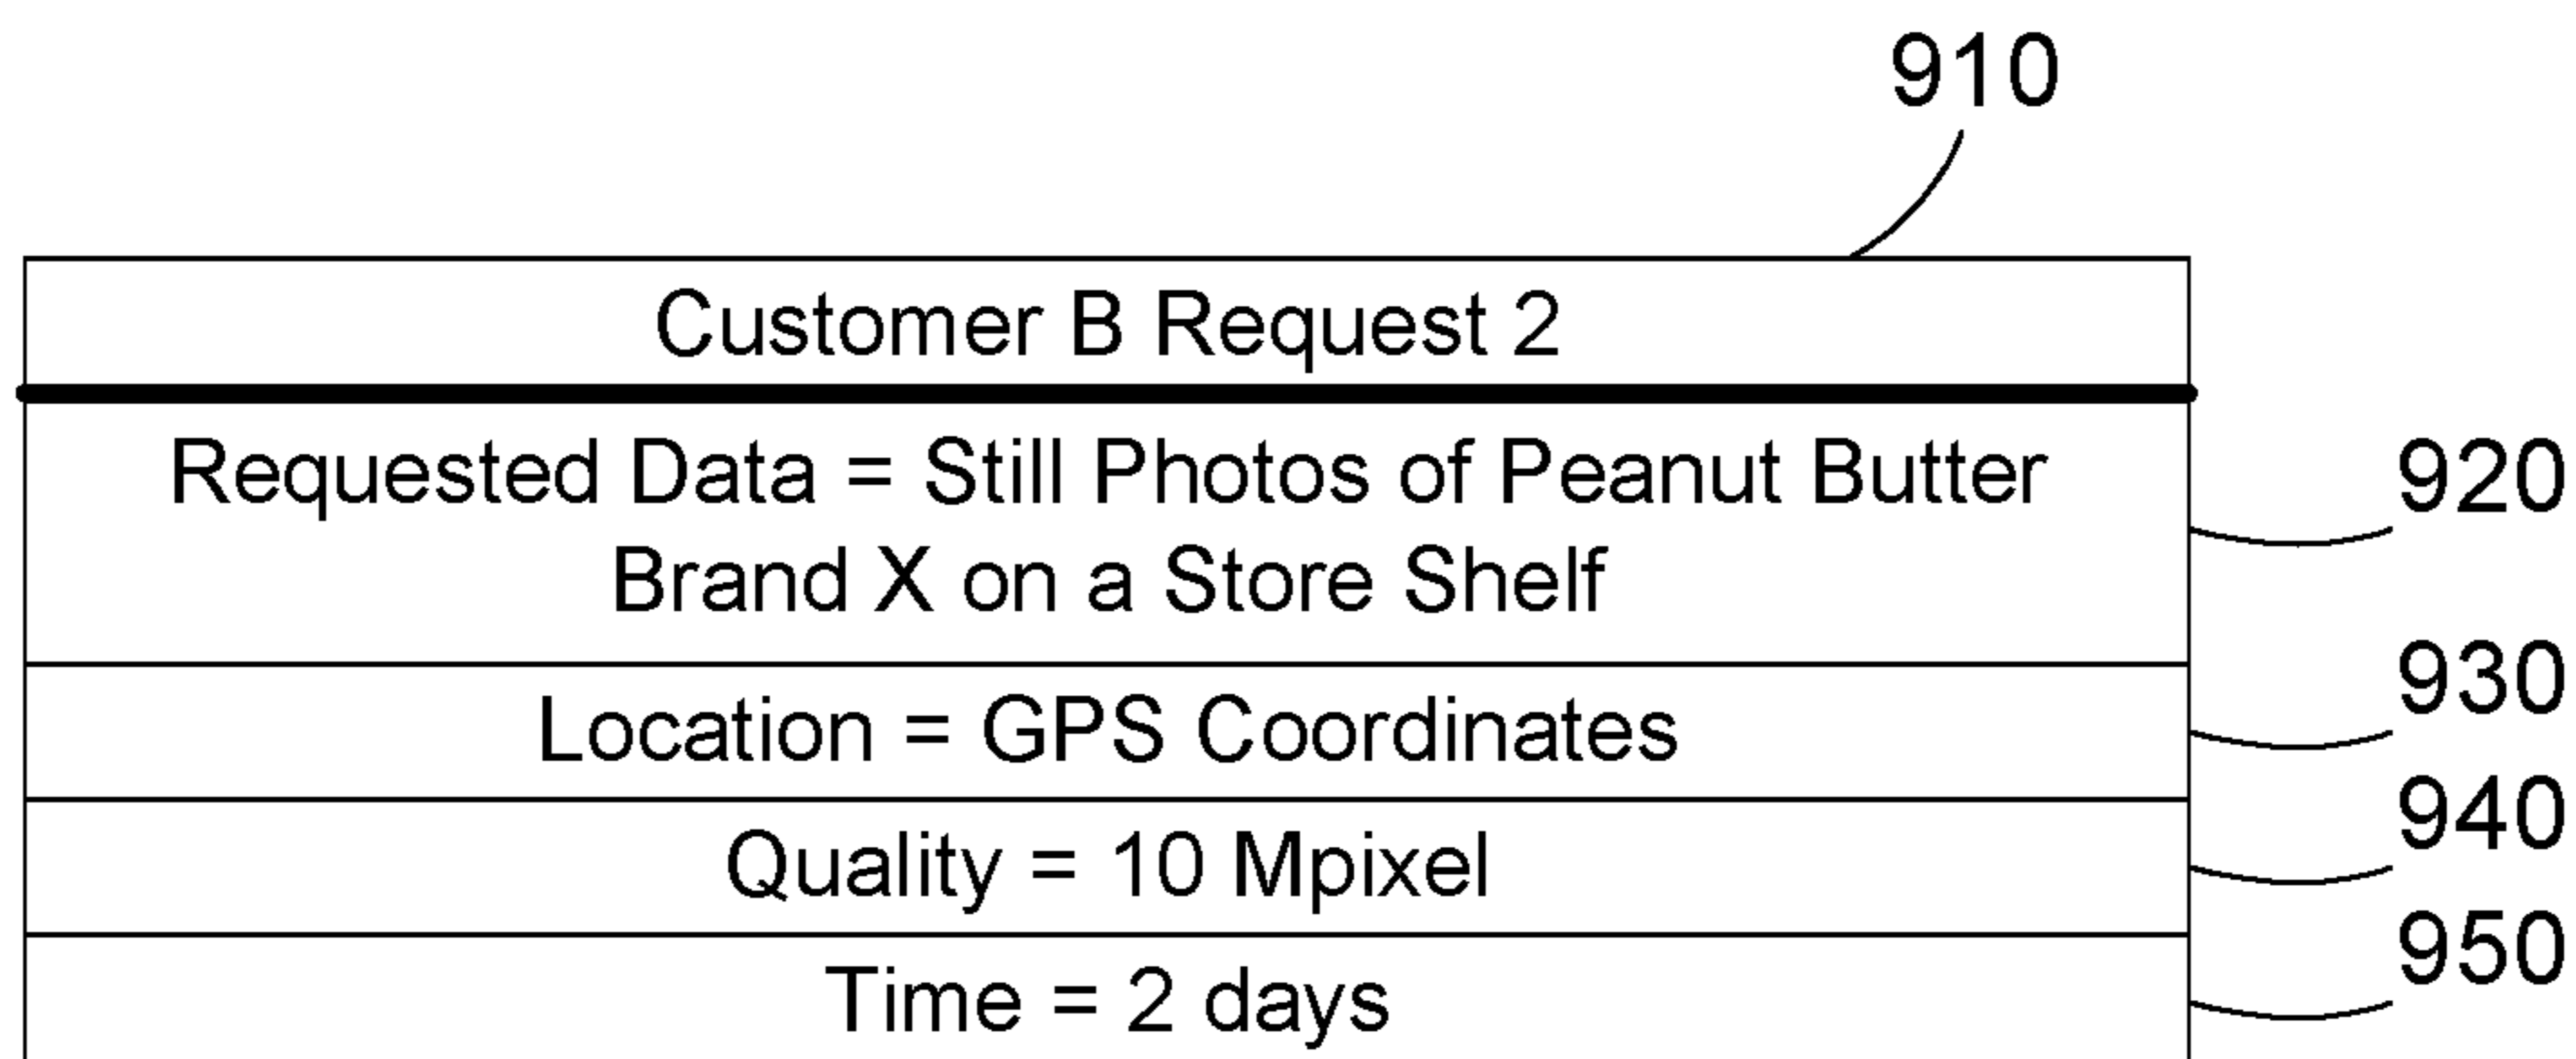 910
Customer B Request 2
Requested Data = Still Photos of Peanut Butter
Brand X on a Store Shelf
920
Location = GPS Coordinates
930
Quality = 10 Mpixel
940
Time = 2 days
950